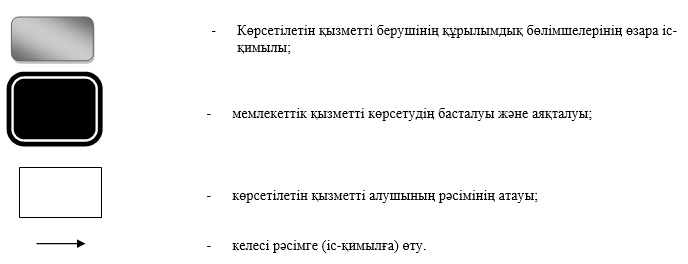 - Көрсетілетін қызметті берушінің құрылымдық бөлімшелерінің өзара іс-
қимылы;
- мемлекеттік қызметті көрсетудің басталуы және аяқталуы;
- көрсетілетін қызметті алушының рәсімінің атауы;
- келесі рәсімге (іс-қимылға) өту.